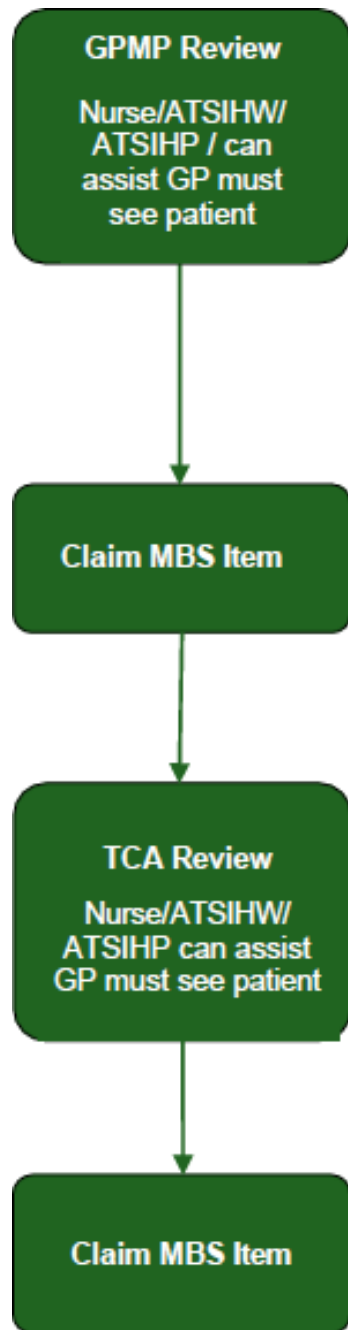 GPMP Review
Nurse/ATSIHW/
ATSIHP / can
assist GP must
see patient
Claim MBS Item
TCA Review
Nurse/ATSIHW/
ATSIHP can assist
GP must see patient
Claim MBS Item